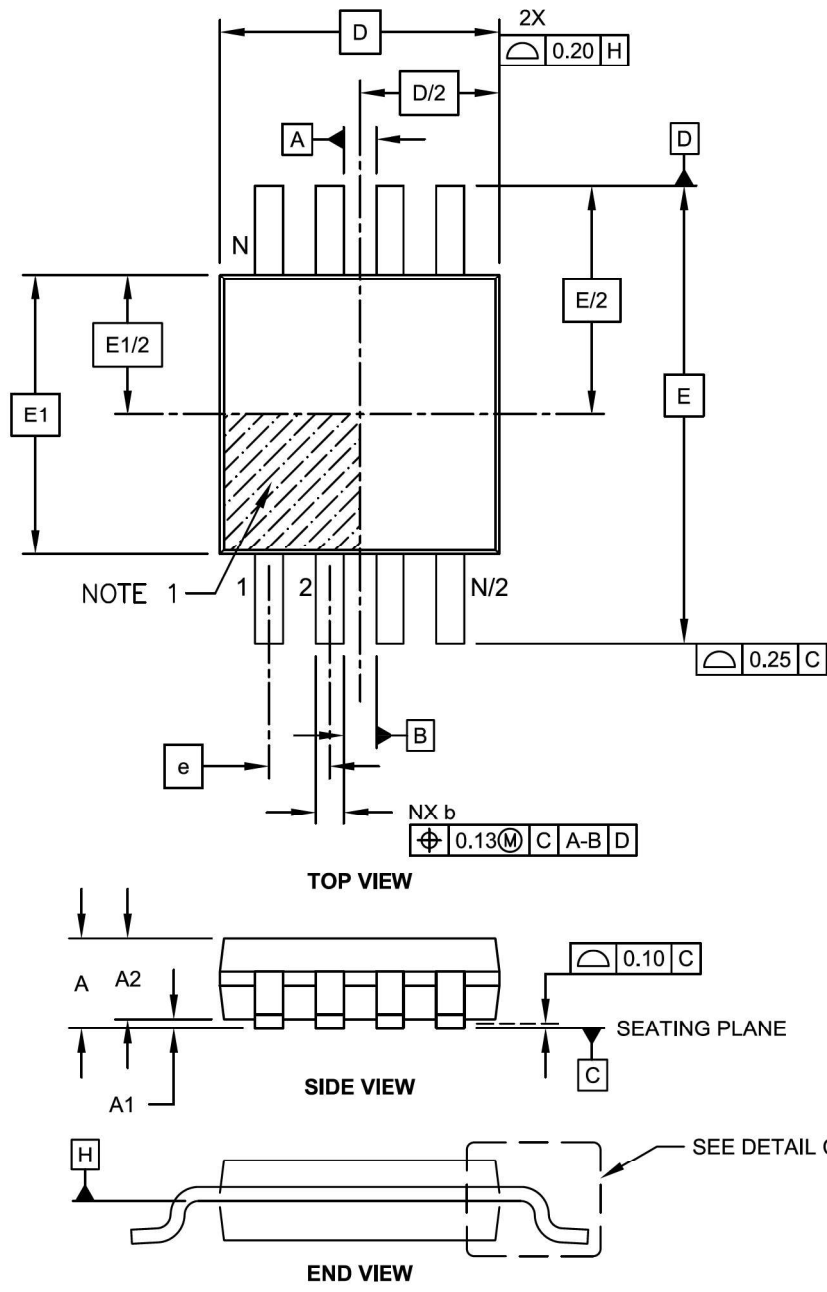 D
2X
⌓ 0.20 H
D/2
A
D
N
E/2
E1/2
E1
E
NOTE 1
1
2
N/2
⌓ 0.25 C
B
e
NX b
⌖ 0.13Ⓜ C A-B D
TOP VIEW
⌓ 0.10 C
A
A2
SEATING PLANE
C
SIDE VIEW
A1
H
SEE DETAIL C
END VIEW